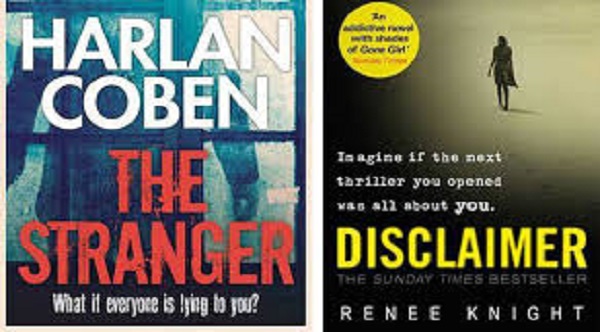 HARLAN
COBEN
THE
STRANGER
What if everyone is lying to you?
'An
addictive novel
with shades
of Gone Girl'
Sunday Times
Imagine if the next
thriller you opened
was all about you.
DISCLAIMER
THE SUNDAY TIMES BESTSELLER
RENEE KNIGHT